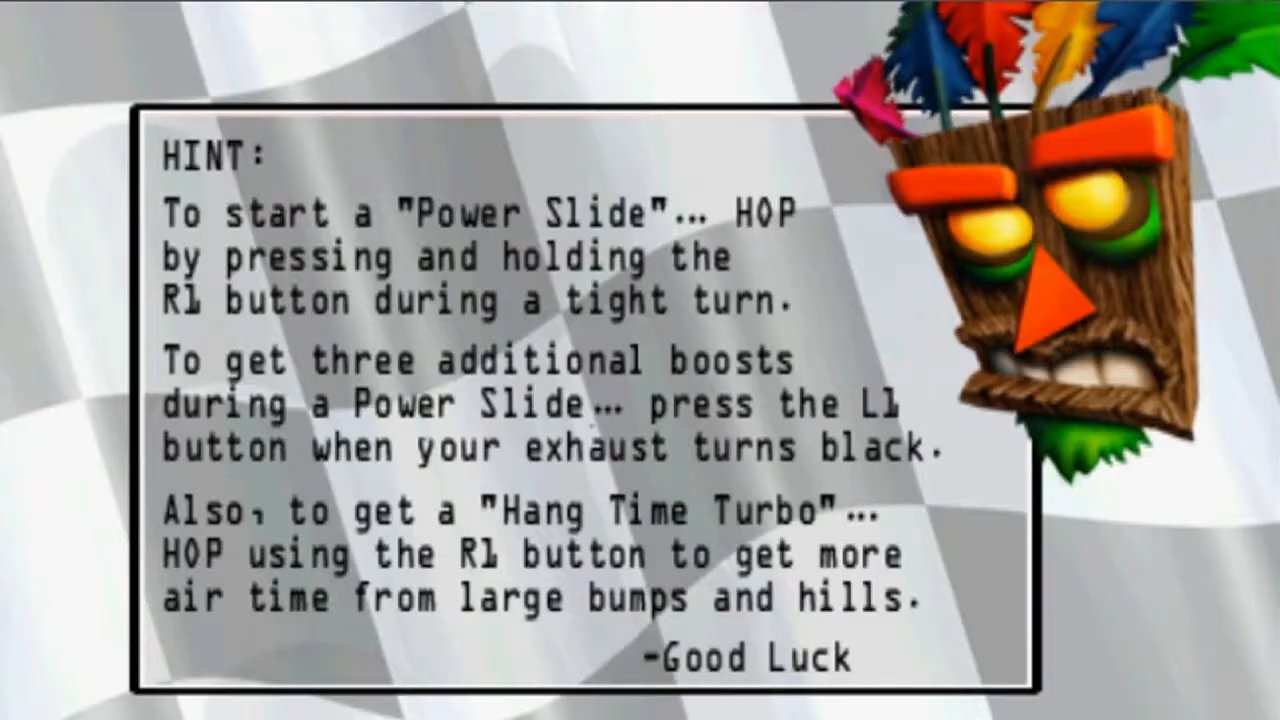 HINT:
To start a "Power Slide"... HOP
by pressing and holding the
R1 button during a tight turn.
To get three additional boosts
during a Power Slide... press the L1
button when your exhaust turns black.
Also, to get a "Hang Time Turbo"...
HOP using the R1 button to get more
air time from large bumps and hills.
-Good Luck